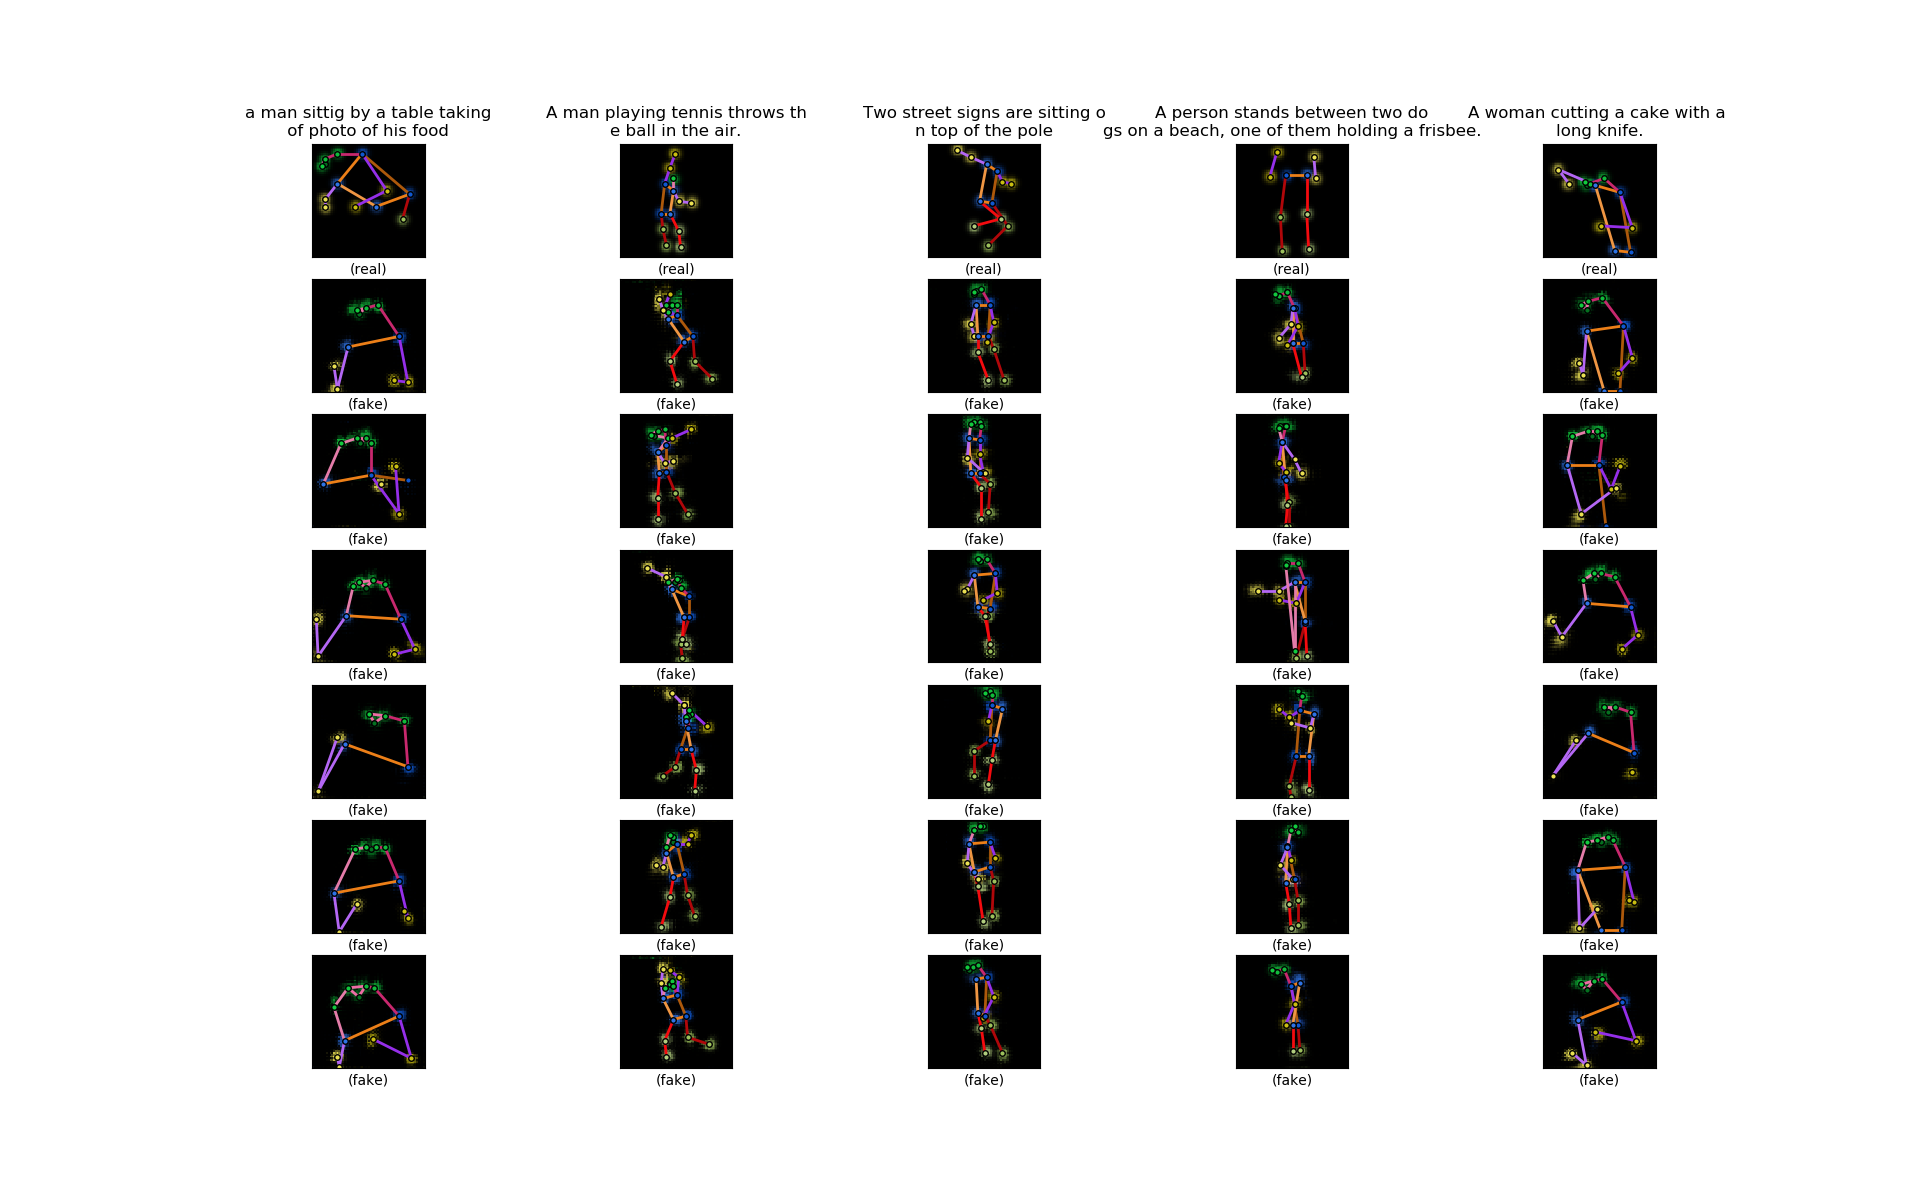 a man sittig by a table taking
of photo of his food
A man playing tennis throws th
e ball in the air.
Two street signs are sitting o
n top of the pole
A person stands between two do
gs on a beach, one of them holding a frisbee.
A woman cutting a cake with a
long knife.
(real) (real) (real) (real) (real)
(fake) (fake) (fake) (fake) (fake)
(fake) (fake) (fake) (fake) (fake)
(fake) (fake) (fake) (fake) (fake)
(fake) (fake) (fake) (fake) (fake)
(fake) (fake) (fake) (fake) (fake)
(fake) (fake) (fake) (fake) (fake)